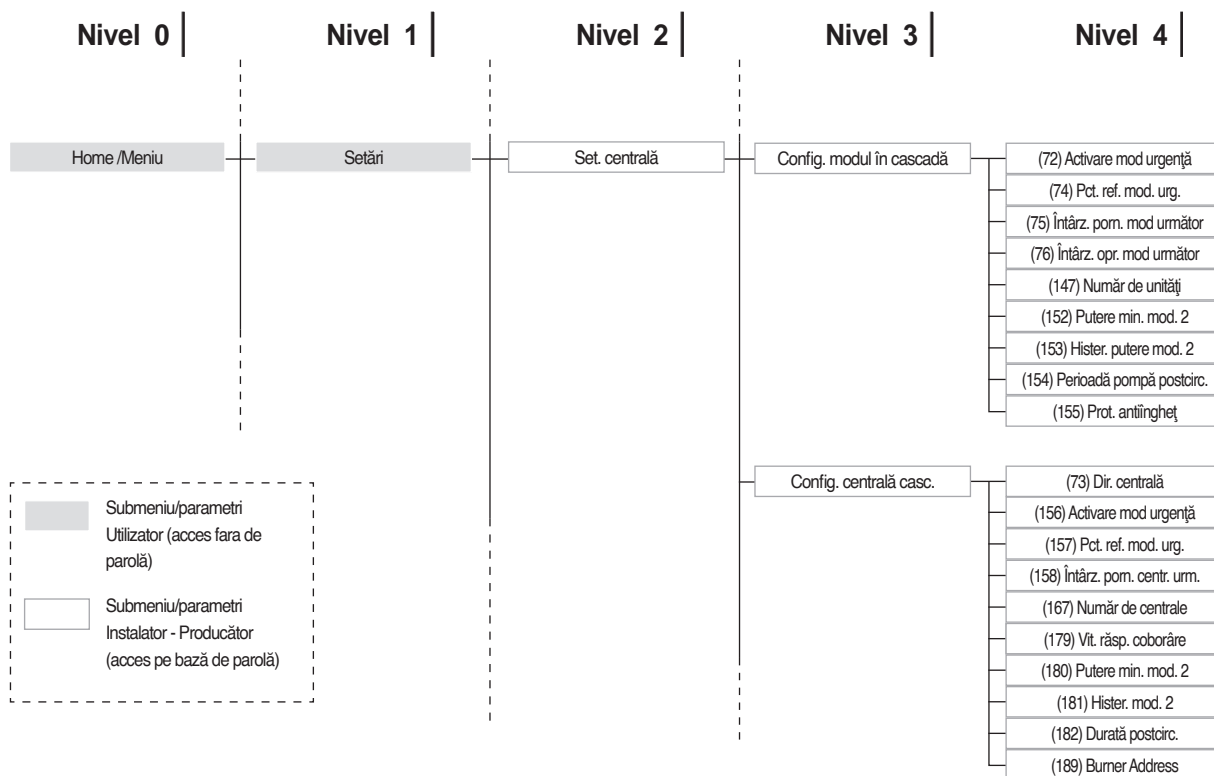 Nivel 0
Nivel 1
Nivel 2
Nivel 3
Nivel 4
Home /Meniu
Setări
Set. centrală
Config. modul în cascadă
(72) Activare mod urgenţă
(74) Pct. ref. mod. urg.
(75) Întârz. porn. mod următor
(76) Întârz. opr. mod următor
(147) Număr de unităţi
(152) Putere min. mod. 2
(153) Hister. putere mod. 2
(154) Perioadă pompă postcirc.
(155) Prot. antiîngheţ
Config. centrală casc.
(73) Dir. centrală
(156) Activare mod urgenţă
(157) Pct. ref. mod. urg.
(158) Întârz. porn. centr. urm.
(167) Număr de centrale
(179) Vit. răsp. coborâre
(180) Putere min. mod. 2
(181) Hister. mod. 2
(182) Durată postcirc.
(189) Burner Address
Submeniu/parametri
Utilizator (acces fara de
parolă)
Submeniu/parametri
Instalator - Producător
(acces pe bază de parolă)